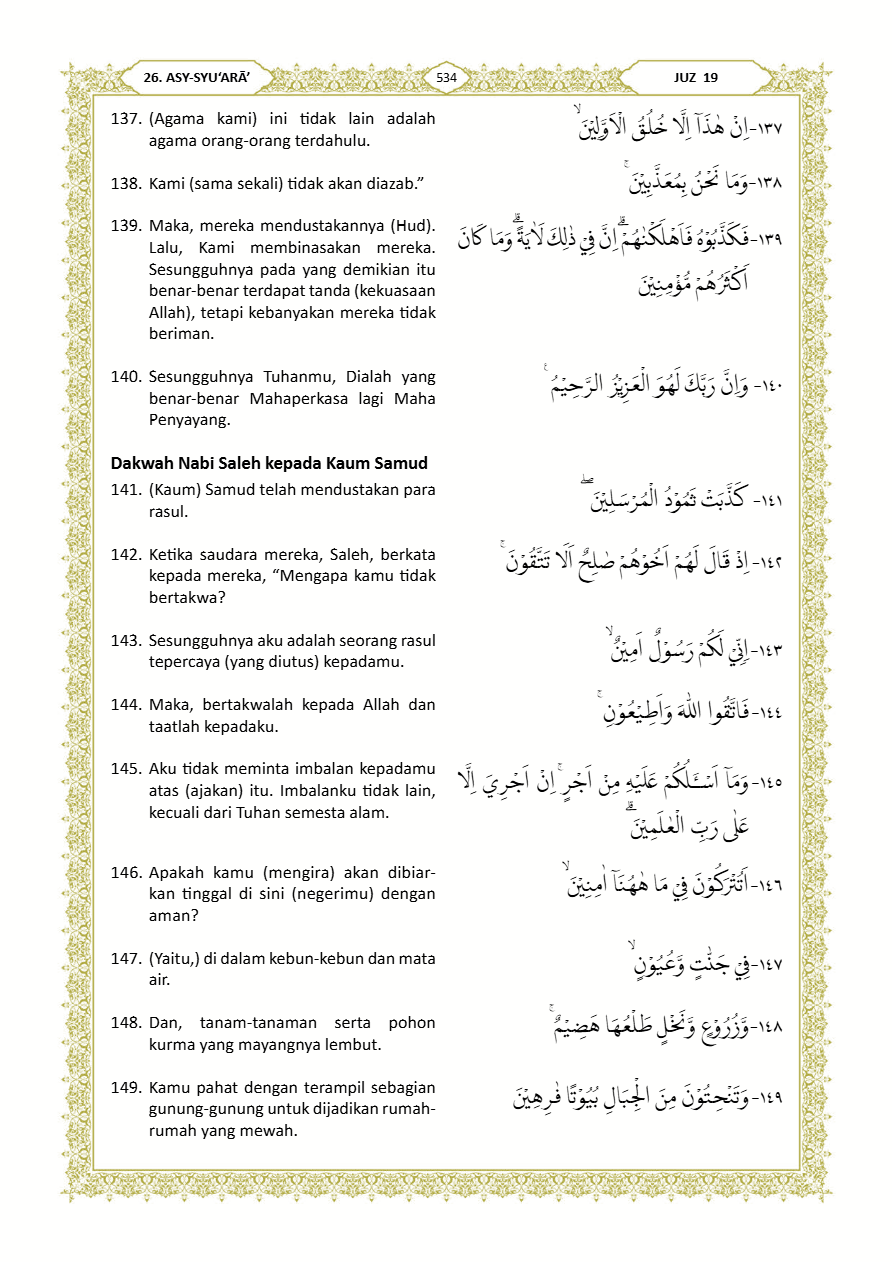 26. ASY-SYU‘ARĀ’
534
JUZ 19
137. (Agama kami) ini tidak lain adalah
agama orang-orang terdahulu.
١٣٧-اِنْ هٰذَآ اِلَّا خُلُقُ الْاَوَّلِيْنَ ۙ
138. Kami (sama sekali) tidak akan diazab.”
١٣٨-وَمَا نَحْنُ بِمُعَذَّبِيْنَ ۚ
139. Maka, mereka mendustakannya (Hud).
Lalu, Kami membinasakan mereka.
Sesungguhnya pada yang demikian itu
benar-benar terdapat tanda (kekuasaan
Allah), tetapi kebanyakan mereka tidak
beriman.
١٣٩-فَكَذَّبُوْهُ فَاَهْلَكْنٰهُمْۗ اِنَّ فِيْ ذٰلِكَ لَاٰيَةًۗ وَمَا كَانَ
اَكْثَرُهُمْ مُّؤْمِنِيْنَ
140. Sesungguhnya Tuhanmu, Dialah yang
benar-benar Mahaperkasa lagi Maha
Penyayang.
١٤٠- وَاِنَّ رَبَّكَ لَهُوَ الْعَزِيْزُ الرَّحِيْمُ ࣖ
Dakwah Nabi Saleh kepada Kaum Samud
141. (Kaum) Samud telah mendustakan para
rasul.
١٤١- كَذَّبَتْ ثَمُوْدُ الْمُرْسَلِيْنَ ۖ
142. Ketika saudara mereka, Saleh, berkata
kepada mereka, “Mengapa kamu tidak
bertakwa?
١٤٢-اِذْ قَالَ لَهُمْ اَخُوْهُمْ صٰلِحٌ اَلَا تَتَّقُوْنَ ۚ
143. Sesungguhnya aku adalah seorang rasul
tepercaya (yang diutus) kepadamu.
١٤٣-اِنِّيْ لَكُمْ رَسُوْلٌ اَمِيْنٌ ۙ
144. Maka, bertakwalah kepada Allah dan
taatlah kepadaku.
١٤٤-فَاتَّقُوا اللّٰهَ وَاَطِيْعُوْنِ ۚ
145. Aku tidak meminta imbalan kepadamu
atas (ajakan) itu. Imbalanku tidak lain,
kecuali dari Tuhan semesta alam.
١٤٥-وَمَآ اَسْـَٔلُكُمْ عَلَيْهِ مِنْ اَجْرٍۚ اِنْ اَجْرِيَ اِلَّا
عَلٰى رَبِّ الْعٰلَمِيْنَ ۗ
146. Apakah kamu (mengira) akan dibiar-
kan tinggal di sini (negerimu) dengan
aman?
١٤٦-اَتُتْرَكُوْنَ فِيْ مَا هٰهُنَآ اٰمِنِيْنَ ۙ
147. (Yaitu,) di dalam kebun-kebun dan mata
air.
١٤٧-فِيْ جَنّٰتٍ وَّعُيُوْنٍ ۙ
148. Dan, tanam-tanaman serta pohon
kurma yang mayangnya lembut.
١٤٨-وَّزُرُوْعٍ وَّنَخْلٍ طَلْعُهَا هَضِيْمٌ ۚ
149. Kamu pahat dengan terampil sebagian
gunung-gunung untuk dijadikan rumah-
rumah yang mewah.
١٤٩-وَتَنْحِتُوْنَ مِنَ الْجِبَالِ بُيُوْتًا فٰرِهِيْنَ